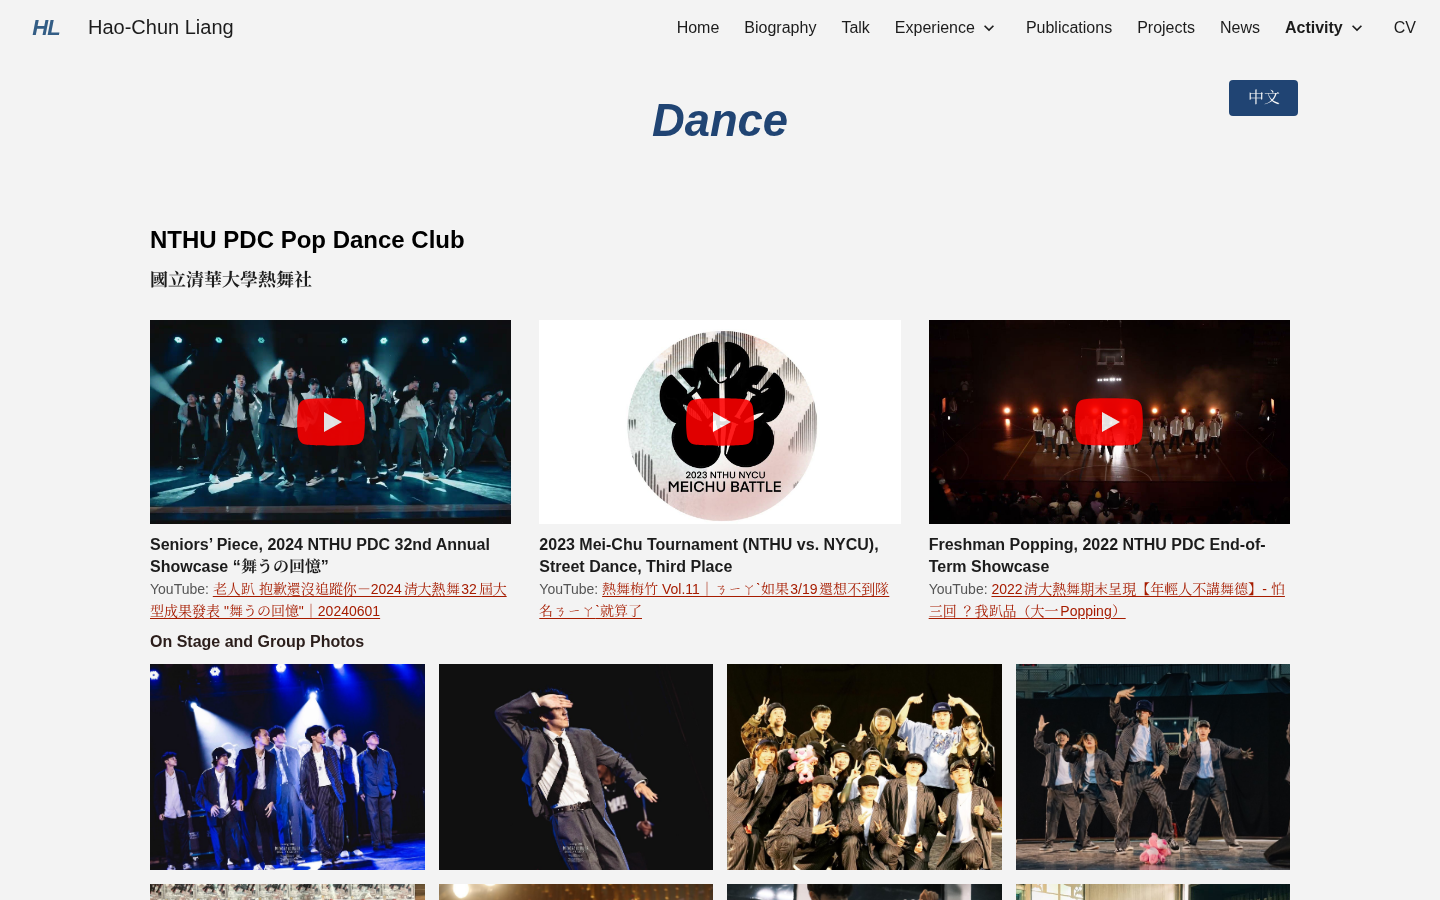 HL Hao-Chun Liang Home Biography Talk Experience Publications Projects News Activity CV
中文
Dance
NTHU PDC Pop Dance Club
國立清華大學熱舞社
2023 NTHU NYCU
MEICHU BATTLE
Seniors’ Piece, 2024 NTHU PDC 32nd Annual
Showcase “舞うの回憶”
YouTube: 老人趴 抱歉還沒追蹤你－2024清大熱舞32屆大
型成果發表 "舞うの回憶"｜20240601
2023 Mei-Chu Tournament (NTHU vs. NYCU),
Street Dance, Third Place
YouTube: 熱舞梅竹 Vol.11｜ㄋㄧㄚˋ如果3/19還想不到隊
名ㄋㄧㄚˋ就算了
Freshman Popping, 2022 NTHU PDC End-of-
Term Showcase
YouTube: 2022清大熱舞期末呈現【年輕人不講舞德】- 怕
三回 ？我趴品（大一Popping）
On Stage and Group Photos